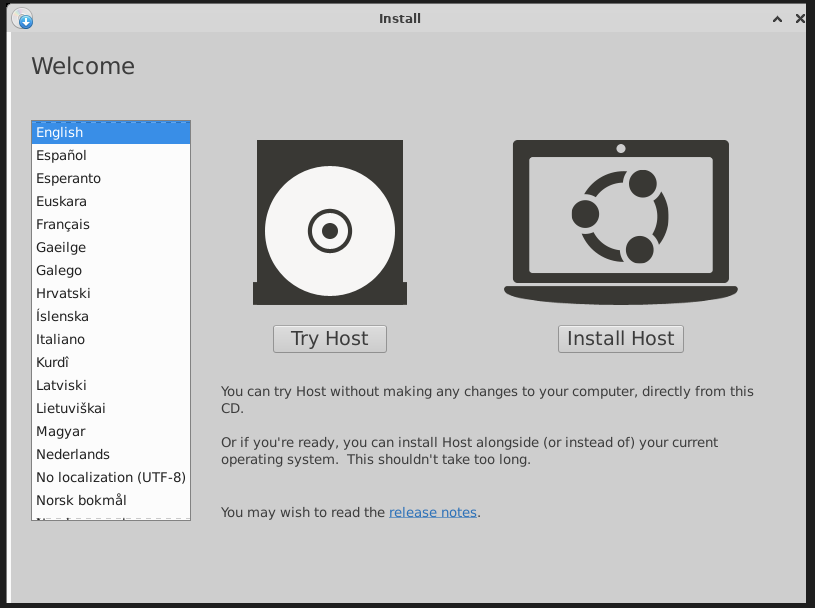 Install
Welcome
English
Español
Esperanto
Euskara
Français
Gaeilge
Galego
Hrvatski
Íslenska
Italiano
Kurdî
Latviski
Lietuviškai
Magyar
Nederlands
No localization (UTF-8)
Norsk bokmål
Try Host
Install Host
You can try Host without making any changes to your computer, directly from this
CD.
Or if you're ready, you can install Host alongside (or instead of) your current
operating system.  This shouldn't take too long.
You may wish to read the release notes.